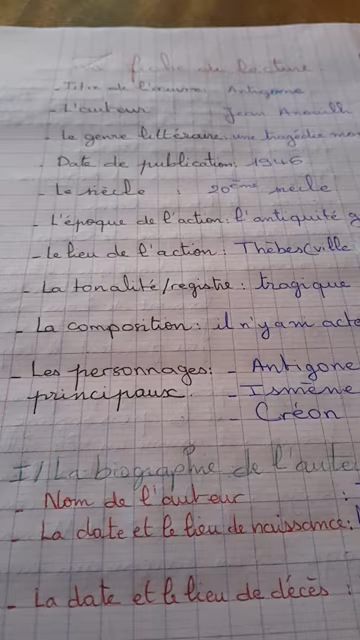 fiche de lecture
- Titre de l'œuvre Antigone
- L'auteur Jean Anouilh
- Le genre littéraire : une tragédie
- Date de publication : 1946
- Le siècle : 20ème siècle
- L'époque de l'action : l'antiquité
- Le lieu de l'action : Thèbes (ville
- La tonalité/registre : tragique
- La composition : il n'y a ni acte
- Les personnages : - Antigone
principaux - Ismène
- Créon
I/ La biographie de l'aute
- Nom de l'auteur :
- La date et le lieu de naissance :
- La date et le lieu de décès :